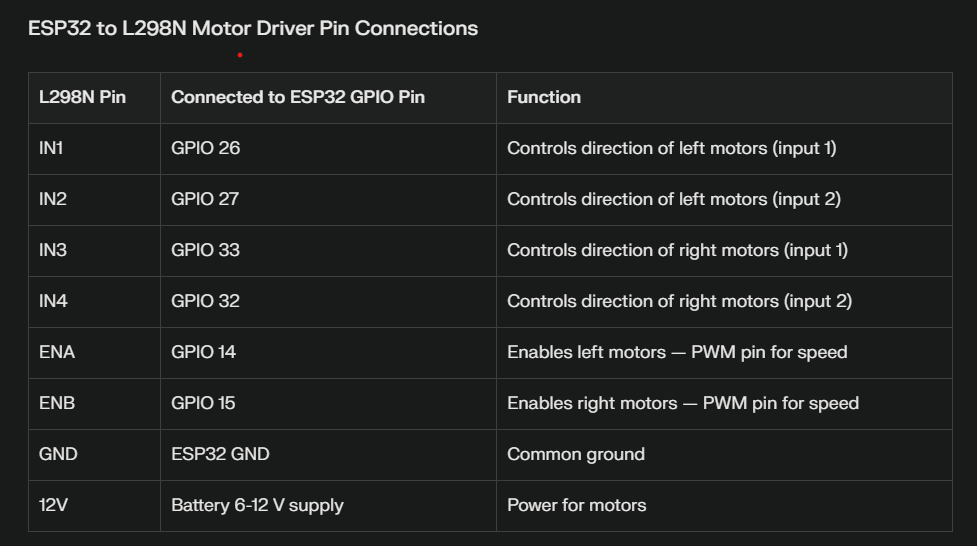 ESP32 to L298N Motor Driver Pin Connections
L298N Pin Connected to ESP32 GPIO Pin Function
IN1 GPIO 26 Controls direction of left motors (input 1)
IN2 GPIO 27 Controls direction of left motors (input 2)
IN3 GPIO 33 Controls direction of right motors (input 1)
IN4 GPIO 32 Controls direction of right motors (input 2)
ENA GPIO 14 Enables left motors — PWM pin for speed
ENB GPIO 15 Enables right motors — PWM pin for speed
GND ESP32 GND Common ground
12V Battery 6-12 V supply Power for motors